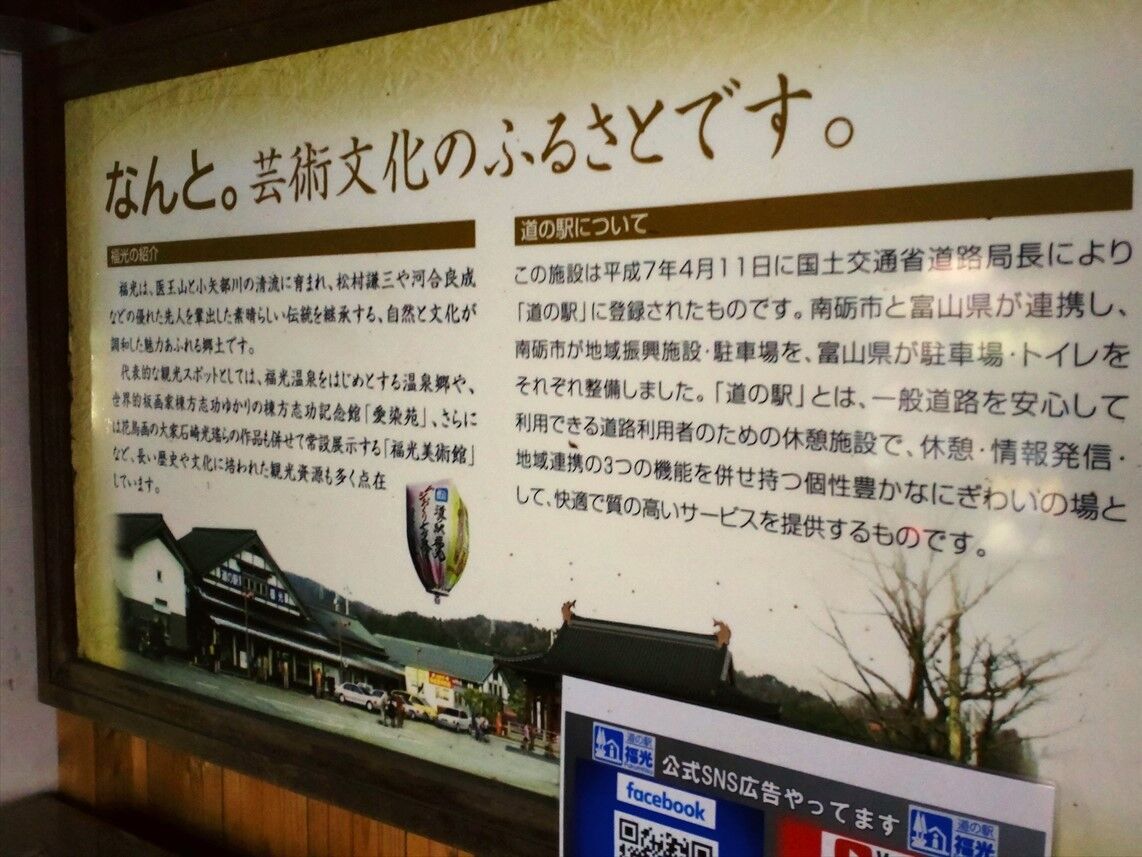 なんと。芸術文化のふるさとです。
福光の紹介
福光は、医王山と小矢部川の清流に育まれ、松村謙三や河合良成
などの優れた先人を輩出した素晴らしい伝統を継承する、自然と文化が
調和した魅力あふれる郷土です。
代表的な観光スポットとしては、福光温泉をはじめとする温泉郷や、
世界的板画家棟方志功ゆかりの棟方志功記念館「愛染苑」、さらに
は花鳥画の大家石崎光瑤らの作品も併せて常設展示する「福光美術館」
など、長い歴史や文化に培われた観光資源も多く点在
しています。
道の駅について
この施設は平成7年4月11日に国土交通省道路局長により
「道の駅」に登録されたものです。南砺市と富山県が連携し、
南砺市が地域振興施設・駐車場を、富山県が駐車場・トイレを
それぞれ整備しました。「道の駅」とは、一般道路を安心して
利用できる道路利用者のための休憩施設で、休憩・情報発信・
地域連携の3つの機能を併せ持つ個性豊かなにぎわいの場と
して、快適で質の高いサービスを提供するものです。
道の駅福光
道の駅
福光
公式SNS広告やってます
道の駅
福光
facebook